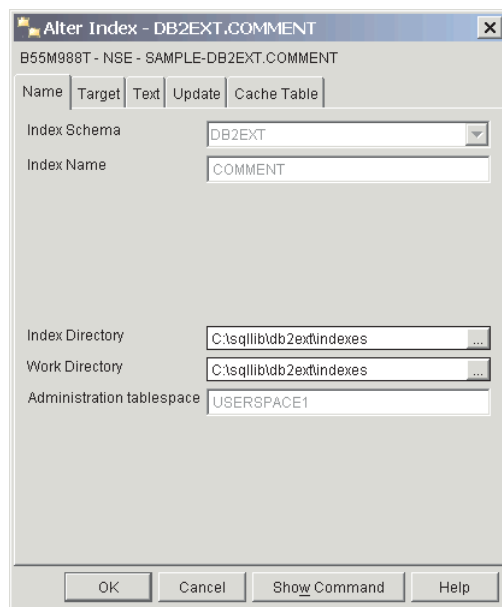 Alter Index - DB2EXT.COMMENT
B55M988T - NSE - SAMPLE-DB2EXT.COMMENT
Name Target Text Update Cache Table
Index Schema DB2EXT
Index Name COMMENT
Index Directory C:\sqllib\db2ext\indexes ...
Work Directory C:\sqllib\db2ext\indexes ...
Administration tablespace USERSPACE1
OK Cancel Show Command Help